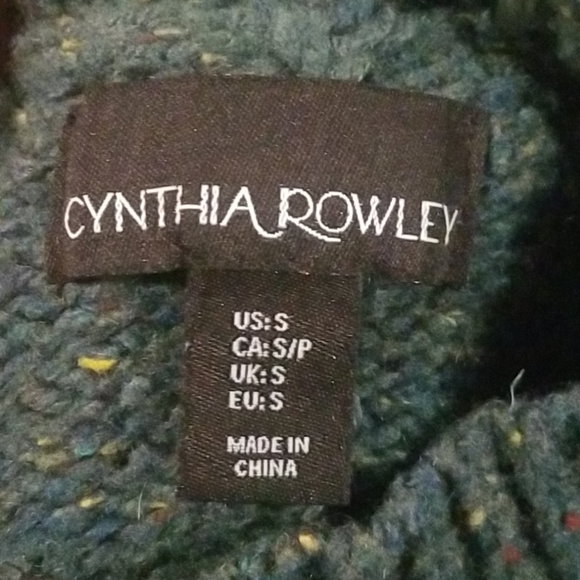 CYNTHIA ROWLEY
US: S
CA: S/P
UK: S
EU: S
MADE IN
CHINA